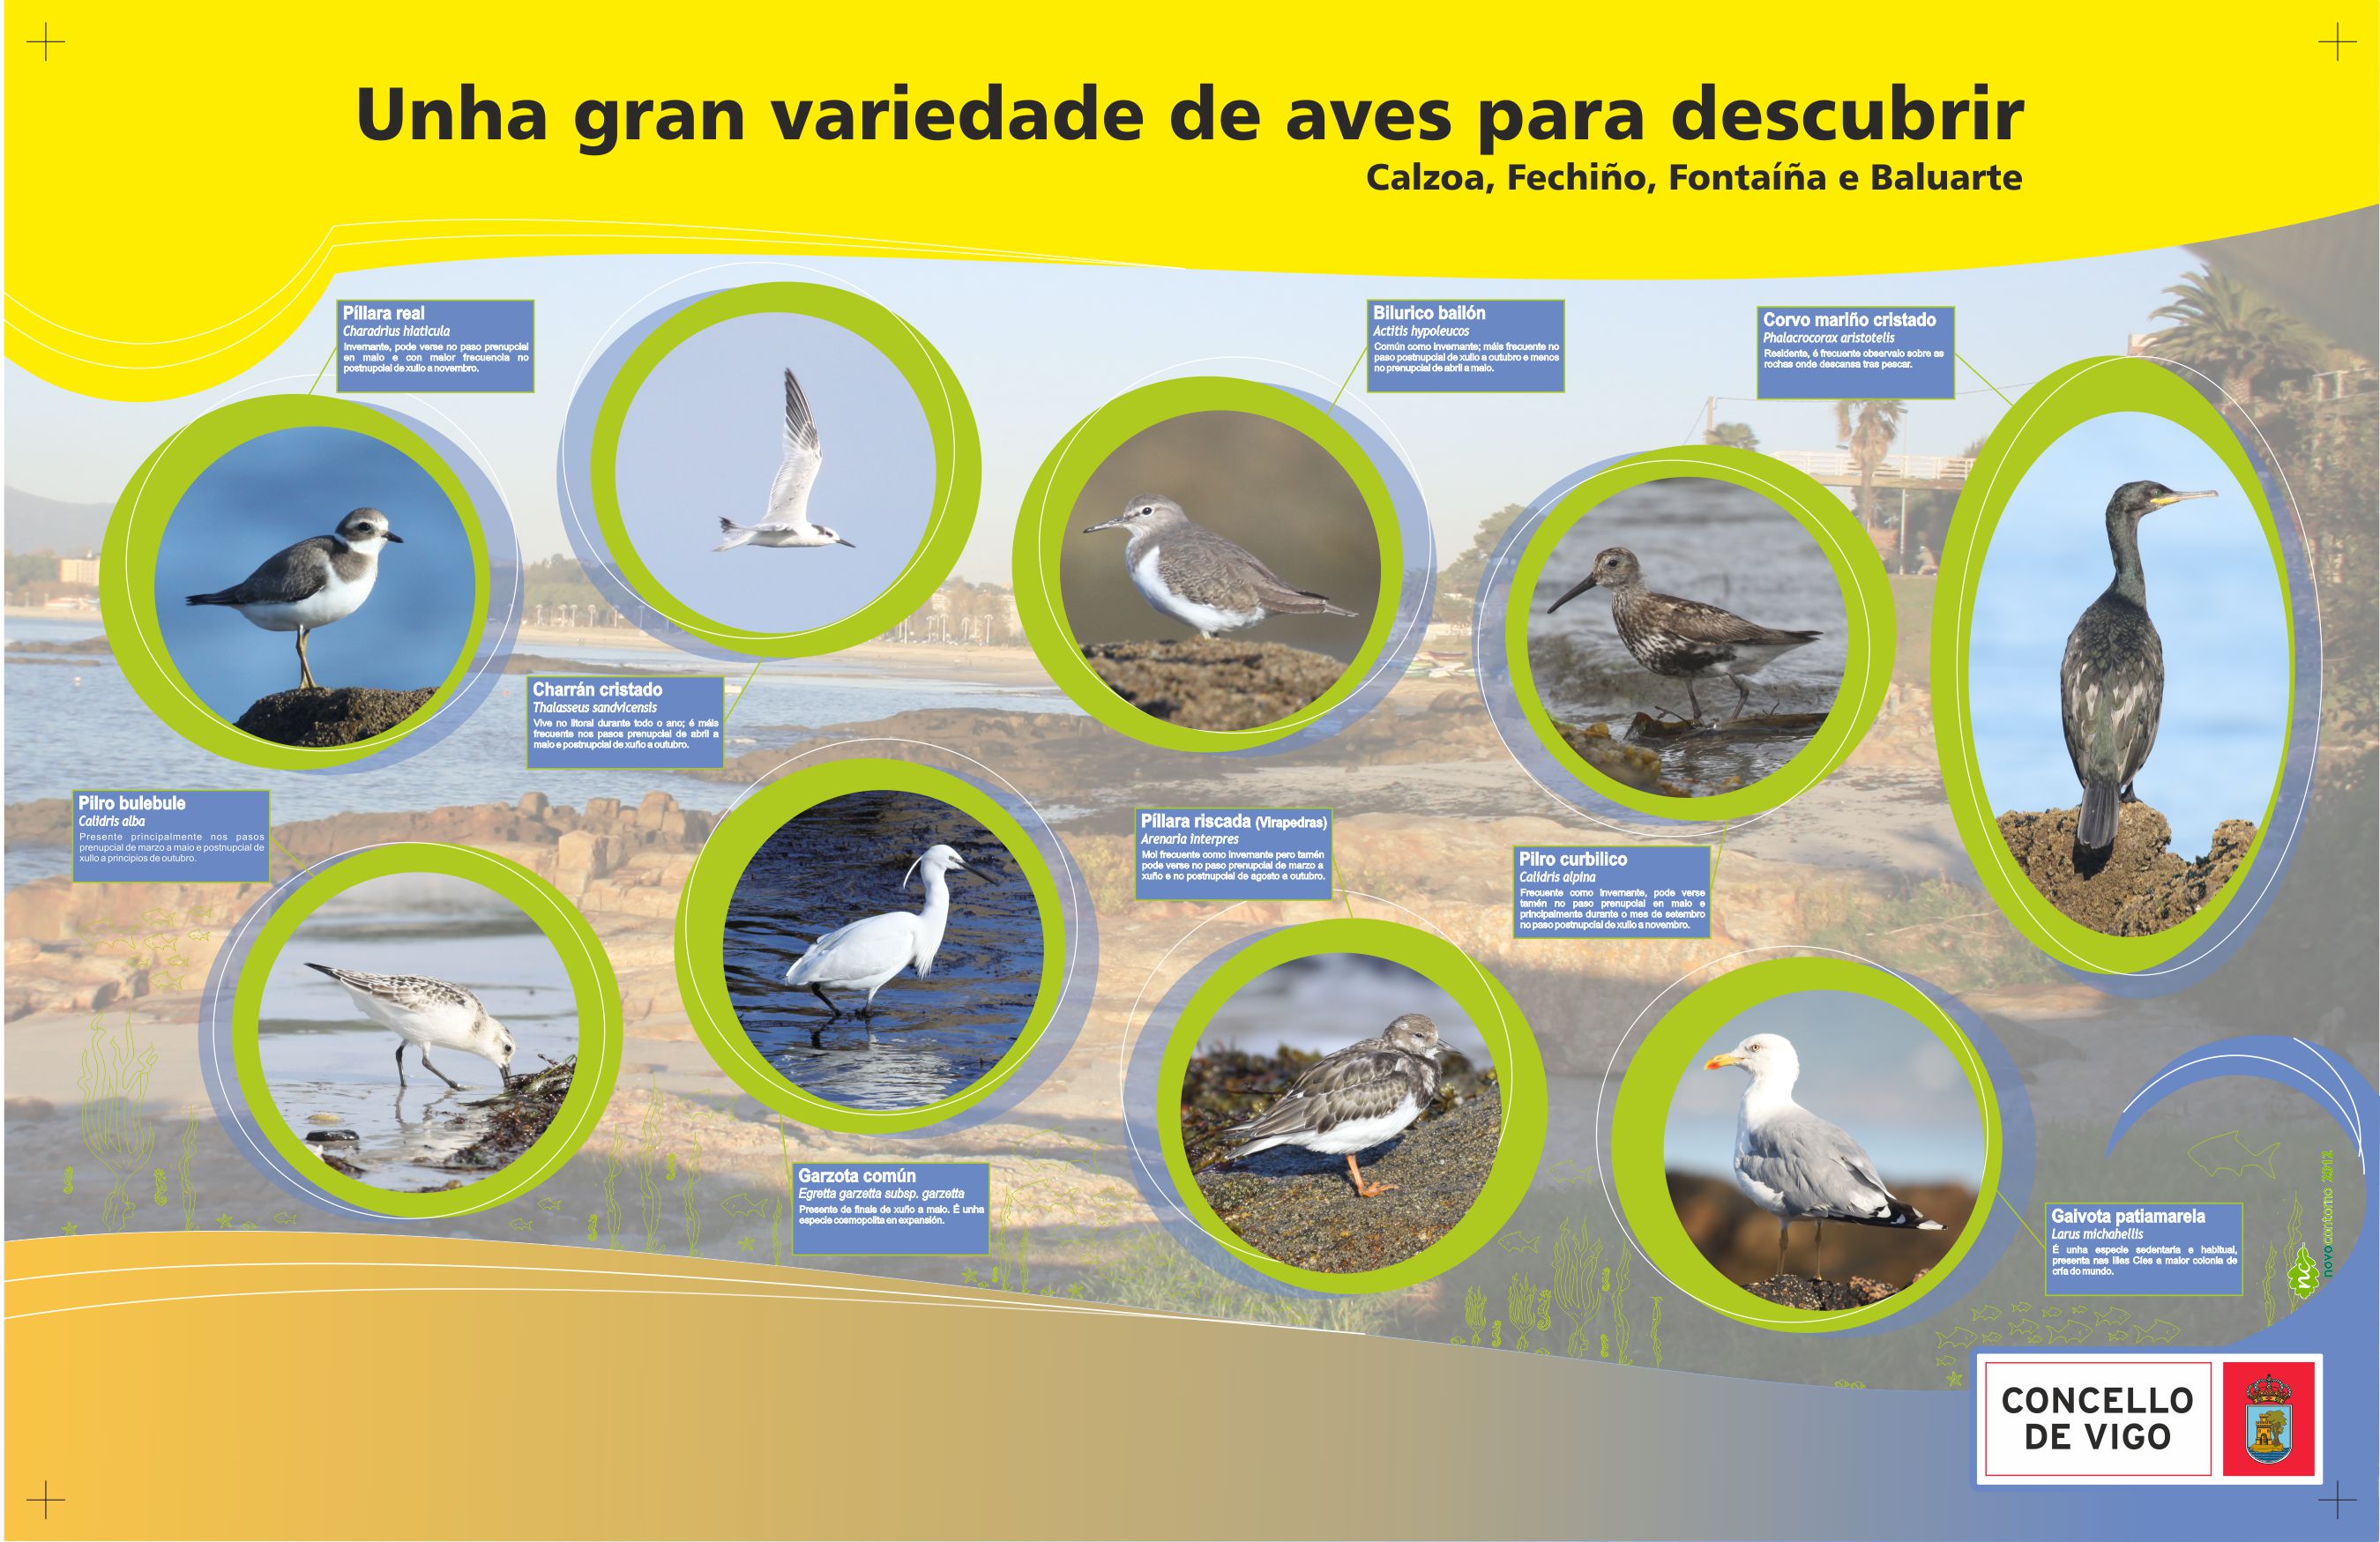 Unha gran variedade de aves para descubrir
Calzoa, Fechiño, Fontaíña e Baluarte
Píllara real
Charadrius hiaticula
Invernante, pode verse no paso prenupcial
en maio e con maior frecuencia no
postnupcial de xullo a novembro.
Charrán cristado
Thalasseus sandvicensis
Vive no litoral durante todo o ano; é máis
frecuente nos pasos prenupcial de abril a
maio e postnupcial de xuño a outubro.
Bilurico bailón
Actitis hypoleucos
Común como invernante; máis frecuente no
paso postnupcial de xullo a outubro e menos
no prenupcial de abril a maio.
Corvo mariño cristado
Phalacrocorax aristotelis
Residente, é frecuente observalo sobre as
rochas onde descansa tras pescar.
Pilro bulebule
Calidris alba
Presente principalmente nos pasos
prenupcial de marzo a maio e postnupcial de
xullo a principios de outubro.
Garzota común
Egretta garzetta subsp. garzetta
Presente de finais de xuño a maio. É unha
especie cosmopolita en expansión.
Píllara riscada (Virapedras)
Arenaria interpres
Moi frecuente como invernante pero tamén
pode verse no paso prenupcial de marzo a
xuño e no postnupcial de agosto a outubro.
Pilro curbilico
Calidris alpina
Frecuente como invernante, pode verse
tamén no paso prenupcial en maio e
principalmente durante o mes de setembro
no paso postnupcial de xullo a novembro.
Gaivota patiamarela
Larus michahellis
É unha especie sedentaria e habitual,
presenta nas Illas Cíes a maior colonia de
cría do mundo.
nc
novocontorno 2012
CONCELLO
DE VIGO